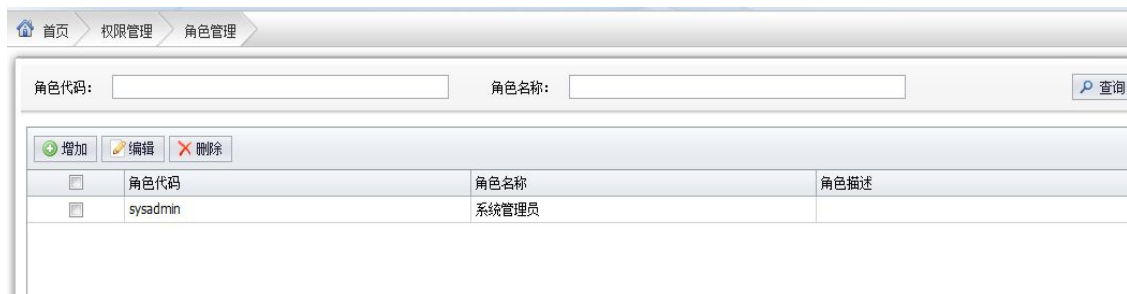 首页 权限管理 角色管理
角色代码： 角色名称： 查询
增加 编辑 删除
角色代码 角色名称 角色描述
sysadmin 系统管理员